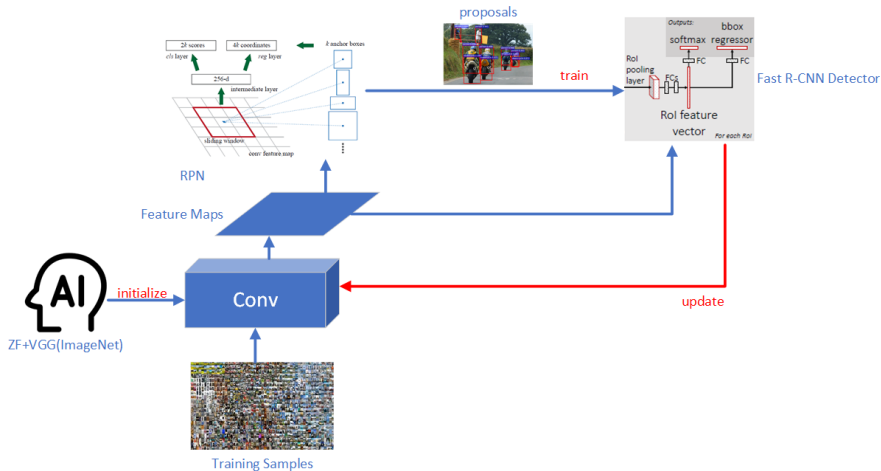 proposals
2k scores
4k coordinates
k anchor boxes
cls layer
reg layer
256-d
intermediate layer
sliding window
conv feature map
RPN
train
Outputs:
softmax
bbox
regressor
RoI
pooling
layer
FC
FC
FCs
RoI feature
vector
For each RoI
Fast R-CNN Detector
Feature Maps
AI
initialize
Conv
update
ZF+VGG(ImageNet)
Training Samples